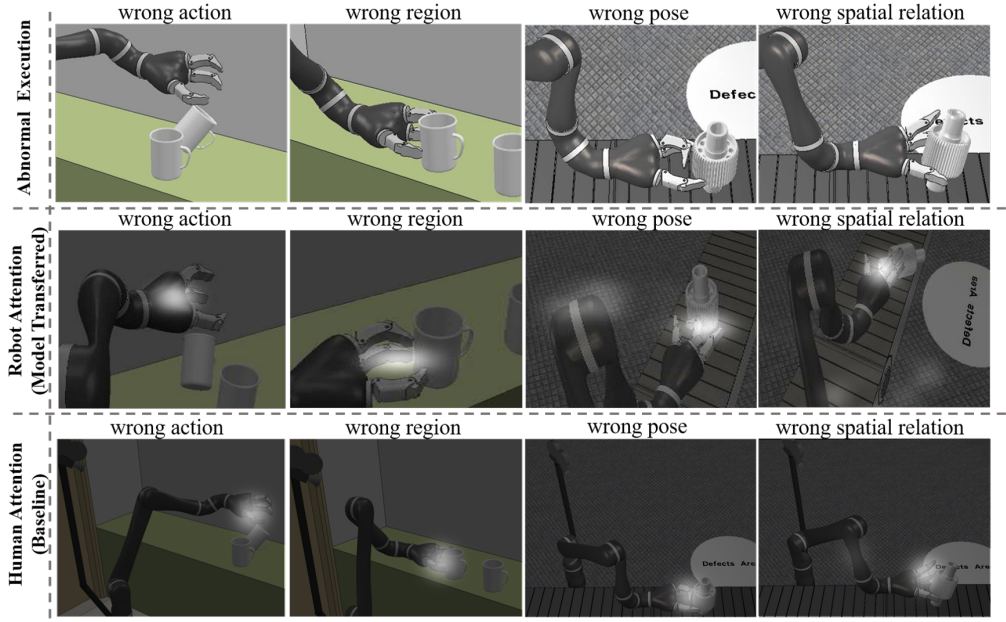 wrong action
wrong region
wrong pose
wrong spatial relation
Abnormal Execution
Defec
Defects
wrong action
wrong region
wrong pose
wrong spatial relation
Robot Attention
(Model Transferred)
Defects Area
wrong action
wrong region
wrong pose
wrong spatial relation
Human Attention
(Baseline)
Defects Are
Defects Are